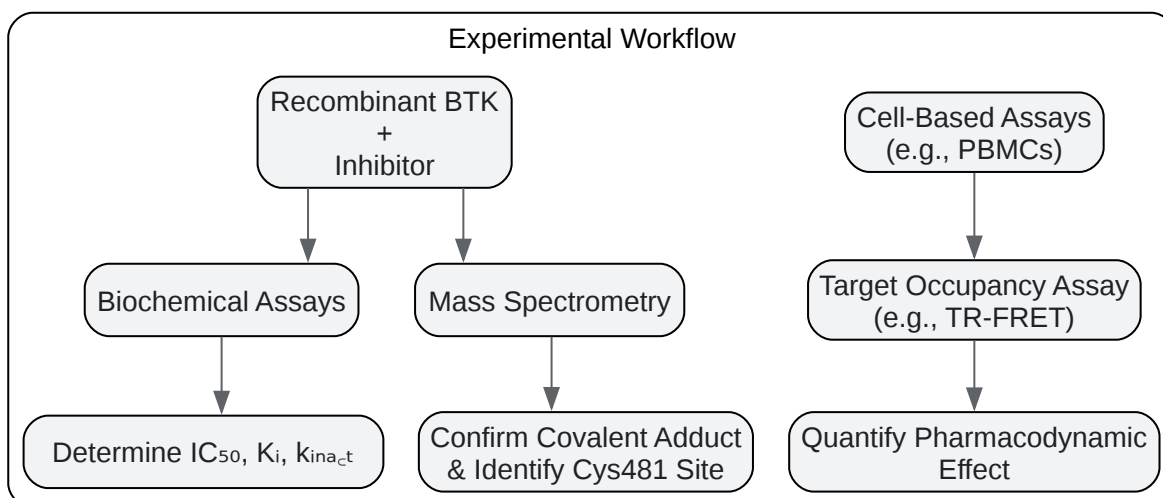 Experimental Workflow
Recombinant BTK
+
Inhibitor
Cell-Based Assays
(e.g., PBMCs)
Biochemical Assays
Mass Spectrometry
Target Occupancy Assay
(e.g., TR-FRET)
Determine IC₅₀, Kᵢ, kᵢₙₐ꜀ₜ
Confirm Covalent Adduct
& Identify Cys481 Site
Quantify Pharmacodynamic
Effect